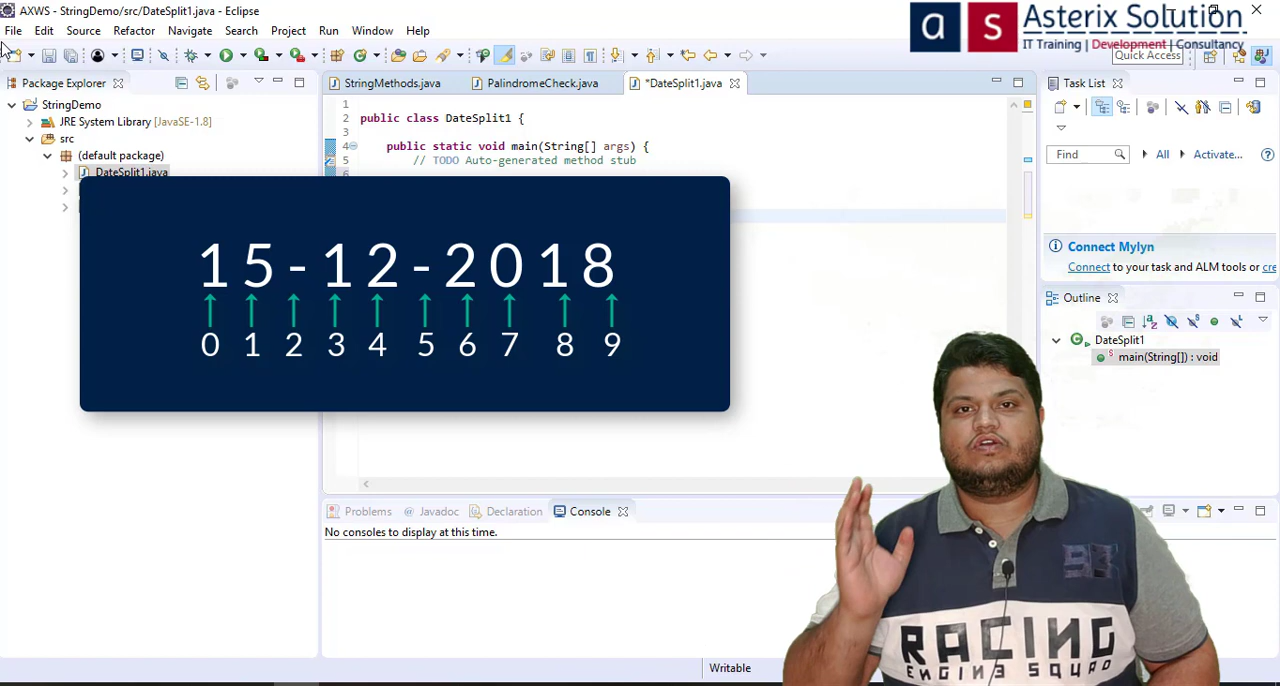 AXWS - StringDemo/src/DateSplit1.java - Eclipse
File Edit Source Refactor Navigate Search Project Run Window Help
as Asterix Solution
IT Training | Development | Consultancy
Quick Access
Package Explorer
StringDemo
JRE System Library [JavaSE-1.8]
src
(default package)
DateSplit1.java
StringMethods.java PalindromeCheck.java *DateSplit1.java
1
2 public class DateSplit1 {
3
4 public static void main(String[] args) {
5 // TODO Auto-generated method stub
15-12-2018
0 1 2 3 4 5 6 7 8 9
Task List
Find All Activate...
Connect Mylyn
Connect to your task and ALM tools or cre
Outline
DateSplit1
main(String[]) : void
Problems @ Javadoc Declaration Console
No consoles to display at this time.
93
RACING
ENGIN3 SQUAD
Writable